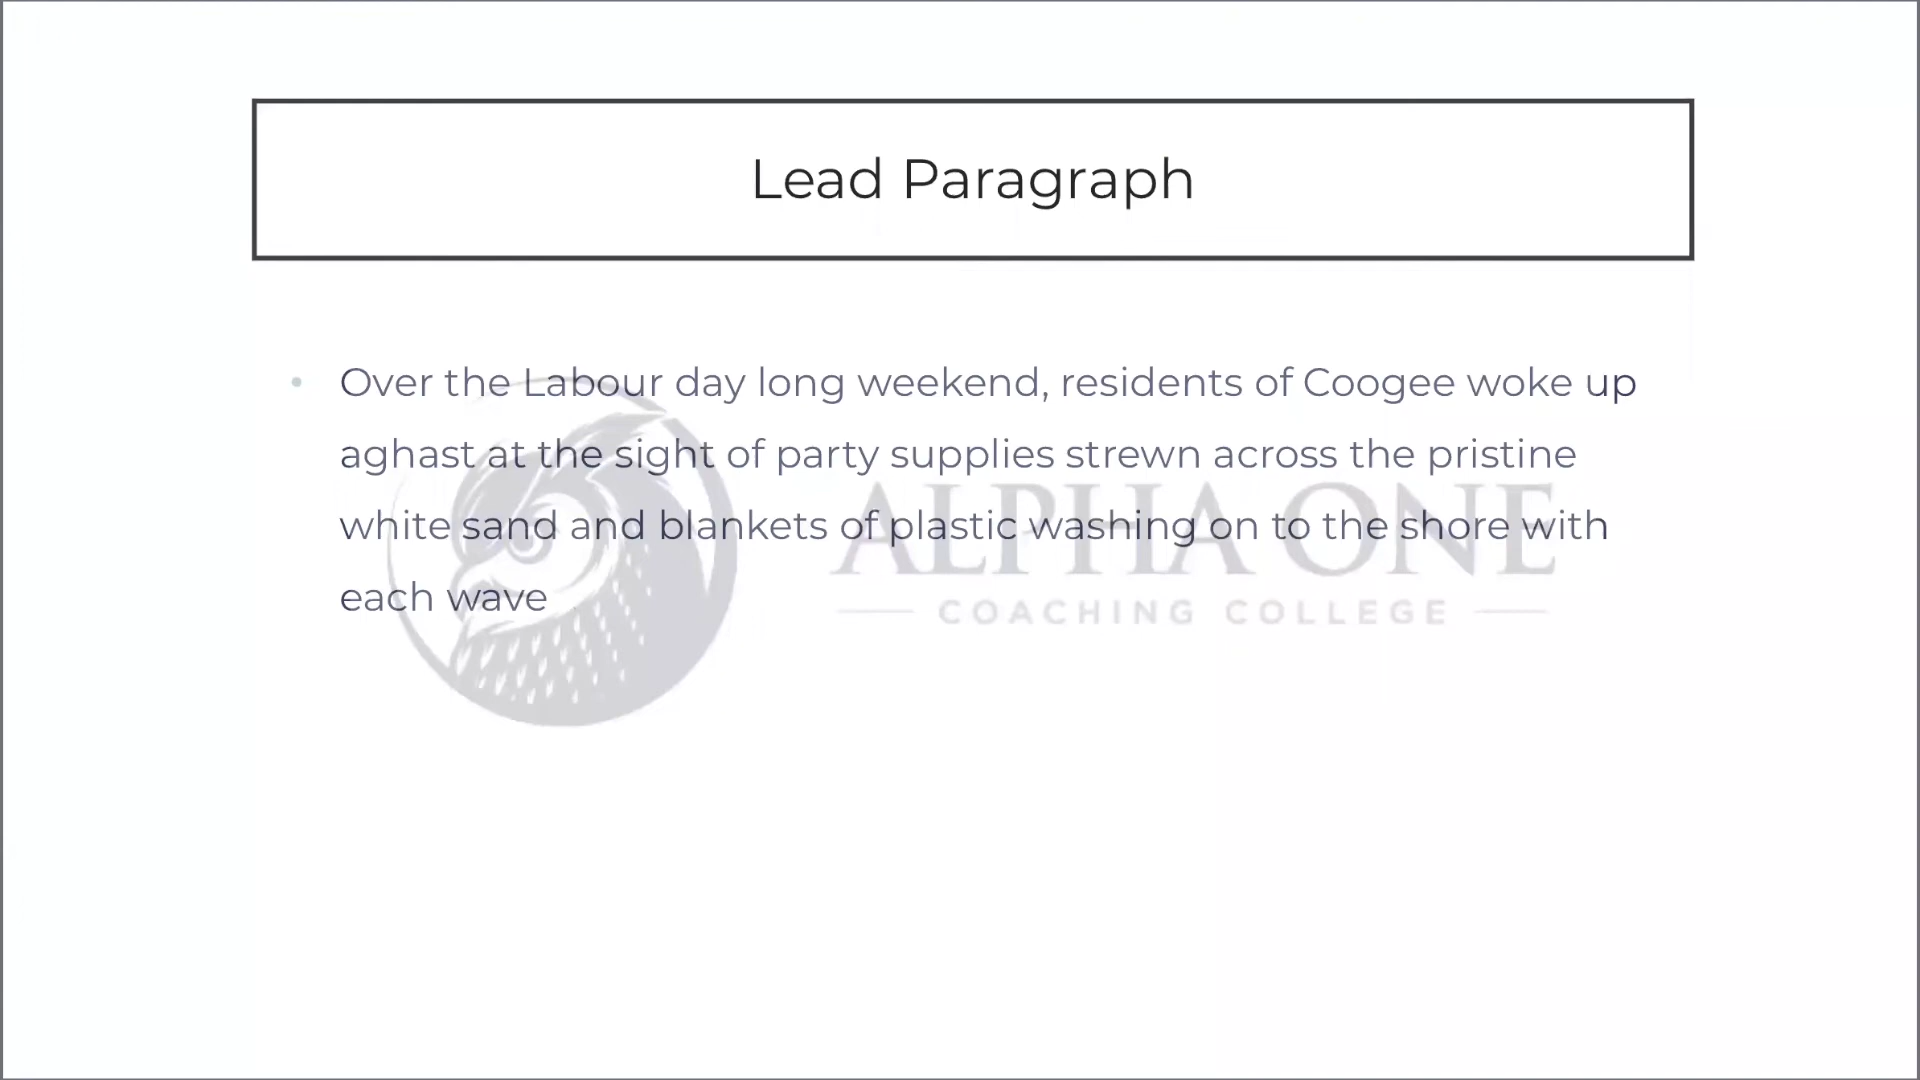 Lead Paragraph
• Over the Labour day long weekend, residents of Coogee woke up
aghast at the sight of party supplies strewn across the pristine
white sand and blankets of plastic washing on to the shore with
each wave
ALPHA ONE
COACHING COLLEGE